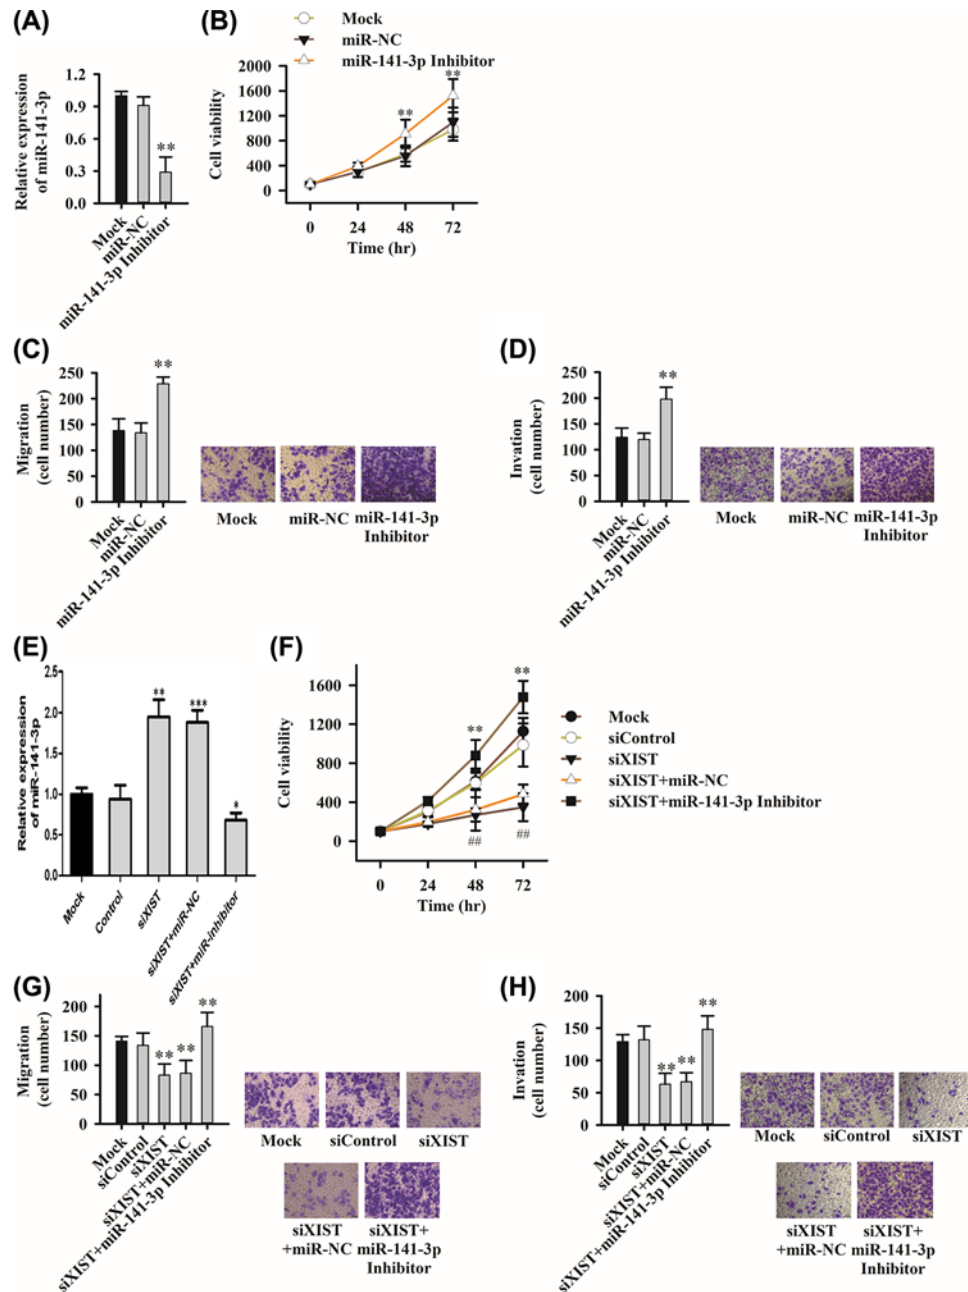 (A)
Relative expression
of miR-141-3p
1.2
0.9
0.6
0.3
0.0
**
Mock
miR-NC
miR-141-3p Inhibitor
(B)
Mock
miR-NC
miR-141-3p Inhibitor
Cell viability
2000
1600
1200
800
400
0
**
**
0 24 48 72
Time (hr)
(C)
Migration
(cell number)
250
200
150
100
50
0
**
Mock
miR-NC
miR-141-3p Inhibitor
Mock
miR-NC
miR-141-3p
Inhibitor
(D)
Invation
(cell number)
250
200
150
100
50
0
**
Mock
miR-NC
miR-141-3p Inhibitor
Mock
miR-NC
miR-141-3p
Inhibitor
(E)
Relative expression
of miR-141-3p
2.5
2.0
1.5
1.0
0.5
0.0
**
***
*
Mock
Control
siXIST
siXIST+miR-NC
siXIST+miR-inhibitor
(F)
Cell viability
1600
1200
800
400
0
**
**
##
##
0 24 48 72
Time (hr)
Mock
siControl
siXIST
siXIST+miR-NC
siXIST+miR-141-3p Inhibitor
(G)
Migration
(cell number)
200
150
100
50
0
**
**
**
Mock
siControl
siXIST
siXIST+miR-NC
siXIST+miR-141-3p Inhibitor
Mock
siControl
siXIST
siXIST
+miR-NC
siXIST+
miR-141-3p
Inhibitor
(H)
Invation
(cell number)
200
150
100
50
0
**
**
**
Mock
siControl
siXIST
siXIST+miR-NC
siXIST+miR-141-3p Inhibitor
Mock
siControl
siXIST
siXIST
+miR-NC
siXIST+
miR-141-3p
Inhibitor